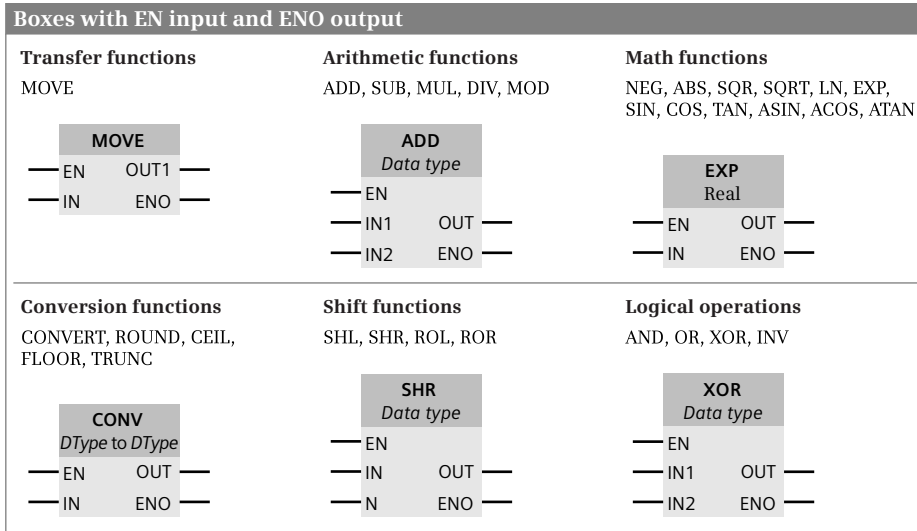 Boxes with EN input and ENO output
Transfer functions
MOVE
MOVE
EN OUT1
IN ENO
Arithmetic functions
ADD, SUB, MUL, DIV, MOD
ADD
Data type
EN
IN1 OUT
IN2 ENO
Math functions
NEG, ABS, SQR, SQRT, LN, EXP,
SIN, COS, TAN, ASIN, ACOS, ATAN
EXP
Real
EN OUT
IN ENO
Conversion functions
CONVERT, ROUND, CEIL,
FLOOR, TRUNC
CONV
DType to DType
EN OUT
IN ENO
Shift functions
SHL, SHR, ROL, ROR
SHR
Data type
EN
IN OUT
N ENO
Logical operations
AND, OR, XOR, INV
XOR
Data type
EN
IN1 OUT
IN2 ENO